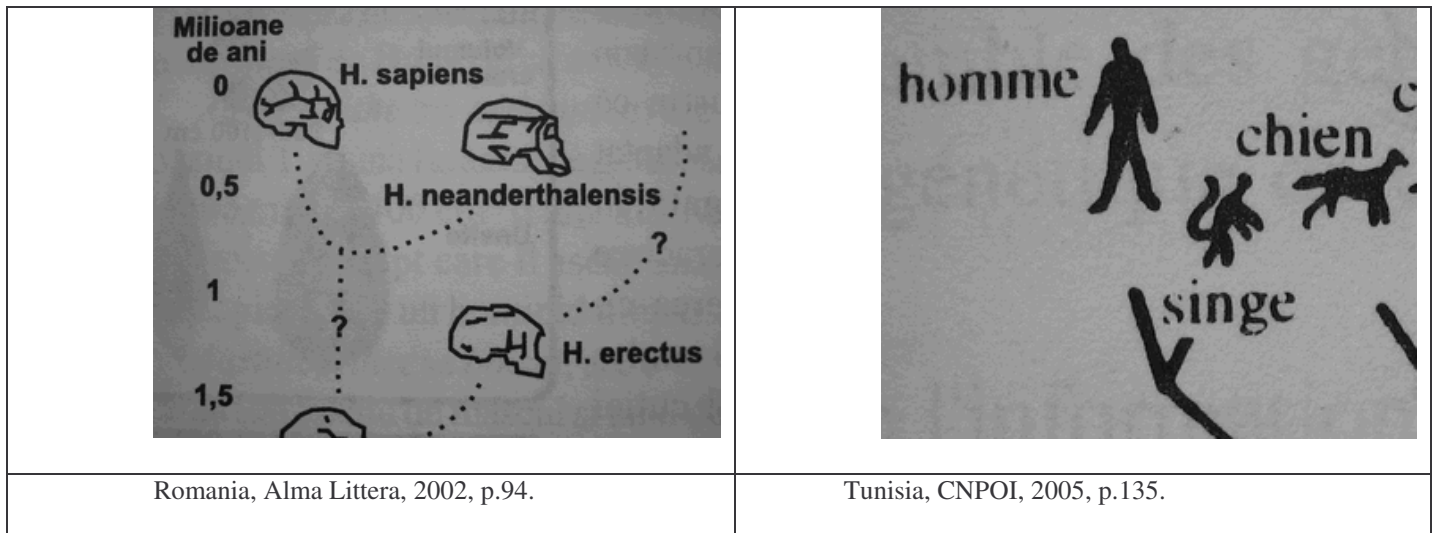 Milioane
de ani
0
H. sapiens
0,5
H. neanderthalensis
?
1
?
H. erectus
1,5
homme
chien
singe
Romania, Alma Littera, 2002, p.94.
Tunisia, CNPOI, 2005, p.135.